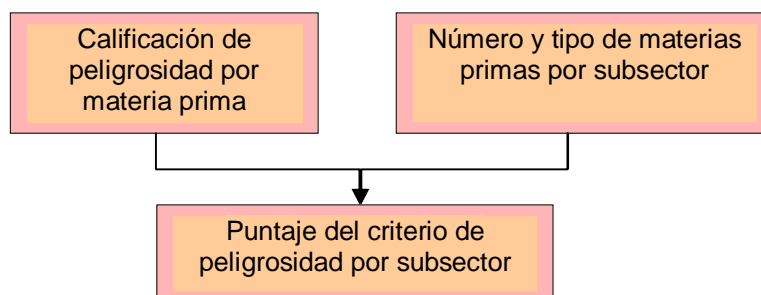 Calificación de
peligrosidad por
materia prima
Número y tipo de materias
primas por subsector
Puntaje del criterio de
peligrosidad por subsector